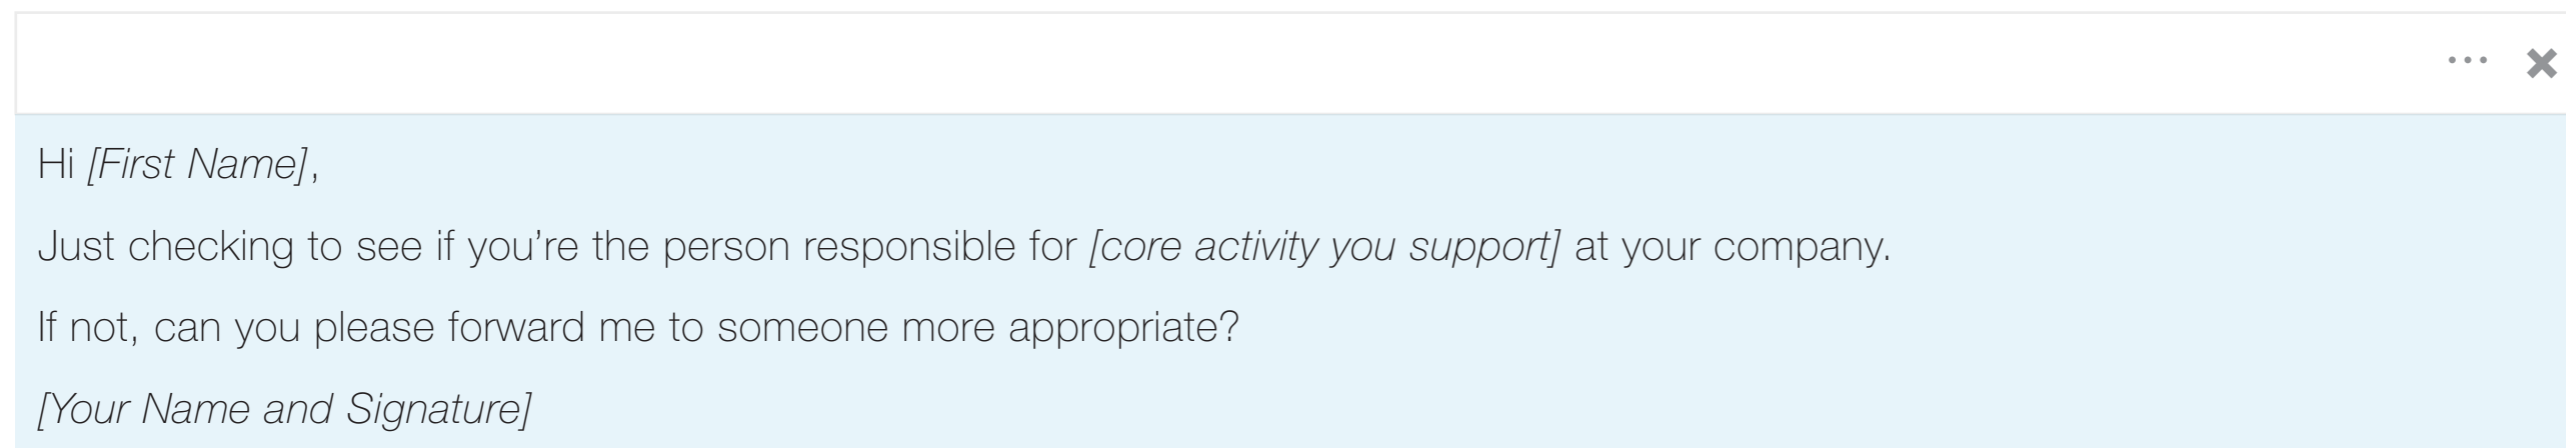 Hi [First Name],
Just checking to see if you’re the person responsible for [core activity you support] at your company.
If not, can you please forward me to someone more appropriate?
[Your Name and Signature]